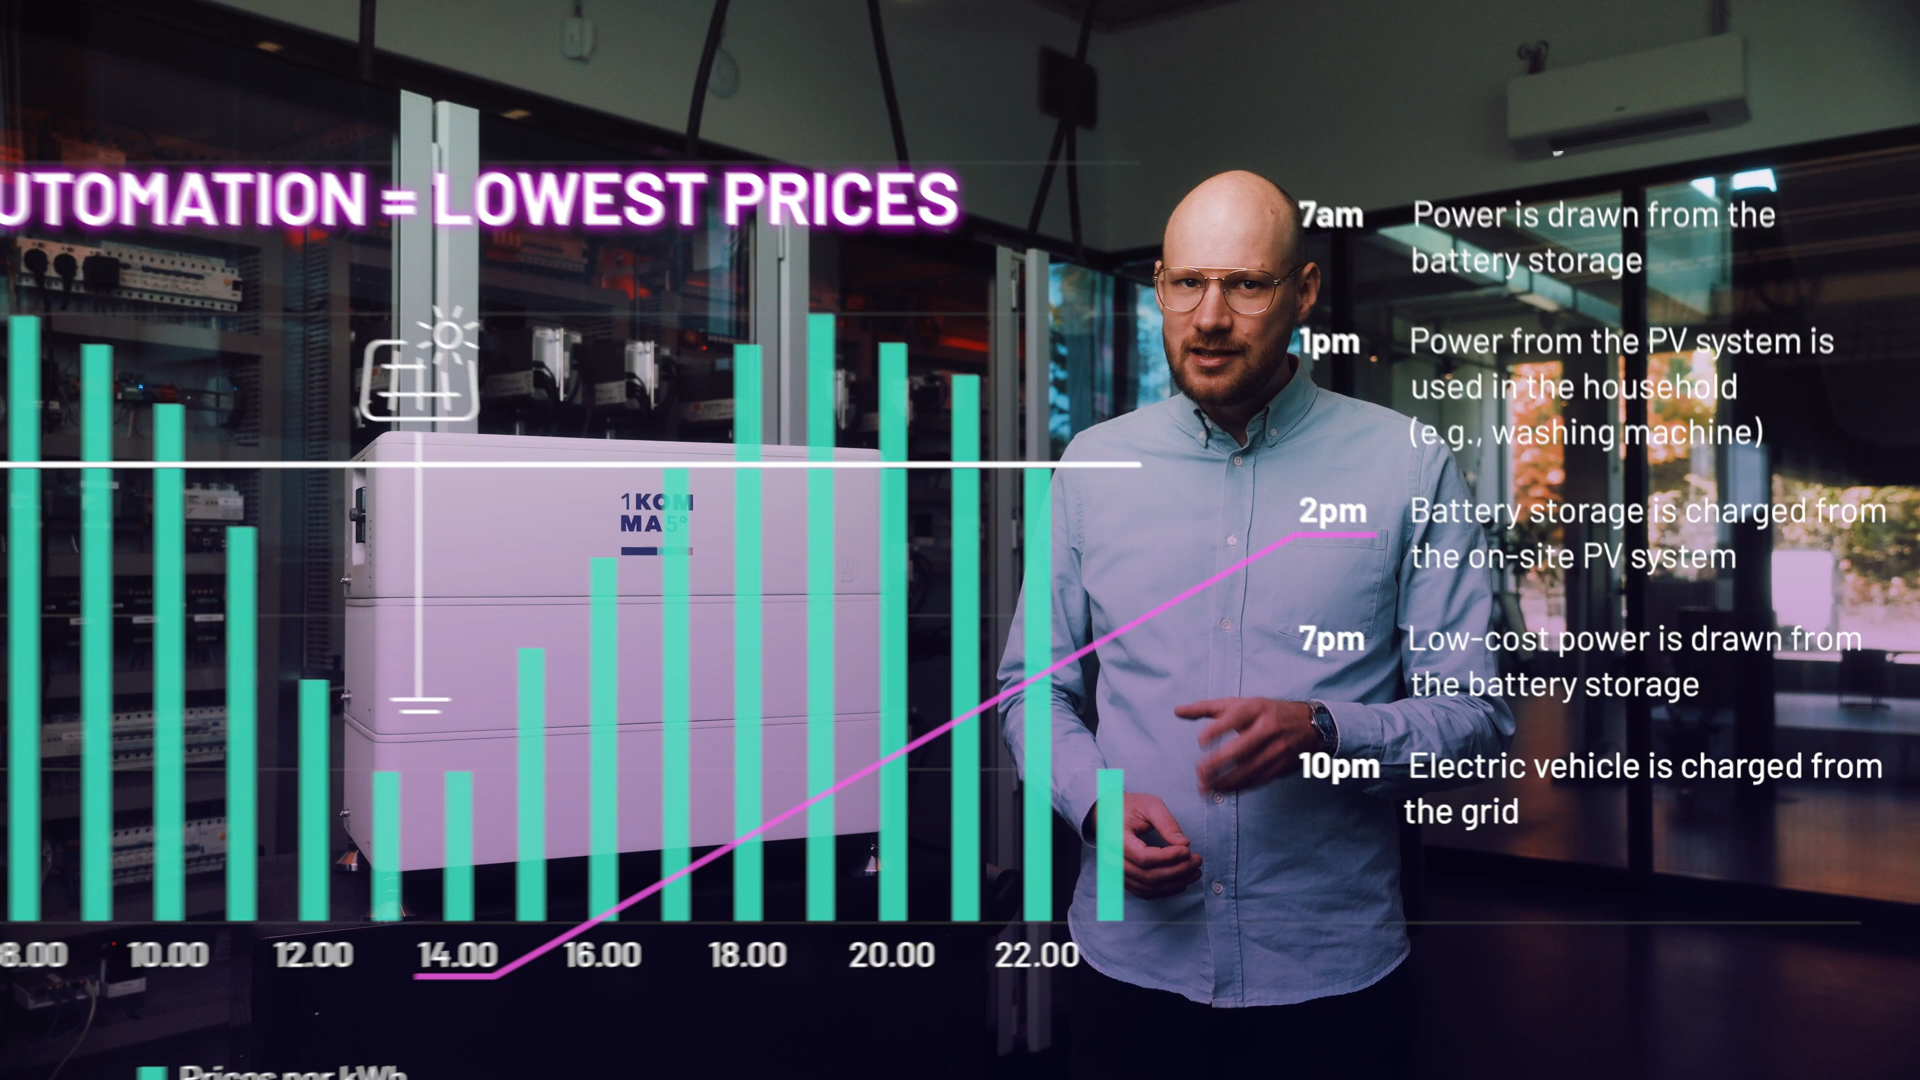 UTOMATION = LOWEST PRICES
7am Power is drawn from the
battery storage
1pm Power from the PV system is
used in the household
(e.g., washing machine)
1KOM
MA5°
2pm Battery storage is charged from
the on-site PV system
7pm Low-cost power is drawn from
the battery storage
10pm Electric vehicle is charged from
the grid
8.00 10.00 12.00 14.00 16.00 18.00 20.00 22.00
Prices per kWh